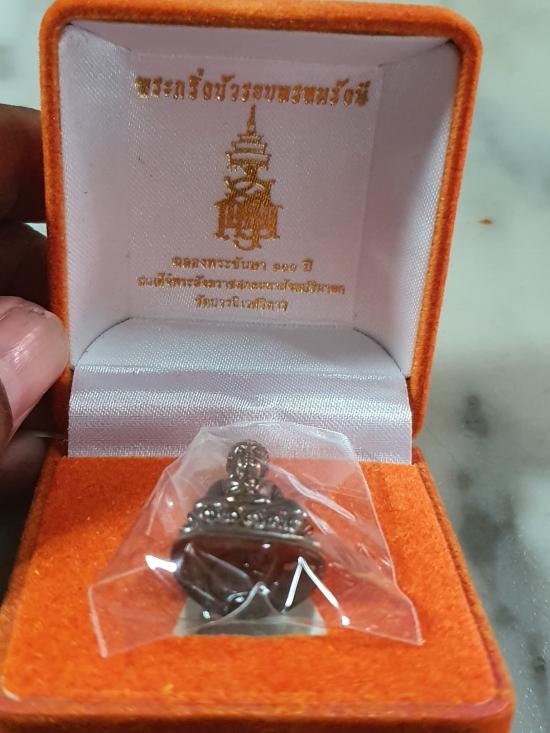 พระกริ่งบัวรอบพรหมรังษี
ฉลองพระชันษา ๑๐๐ ปี
สมเด็จพระสังฆราชสกลมหาสังฆปริณายก
วัดบวรนิเวศวิหาร